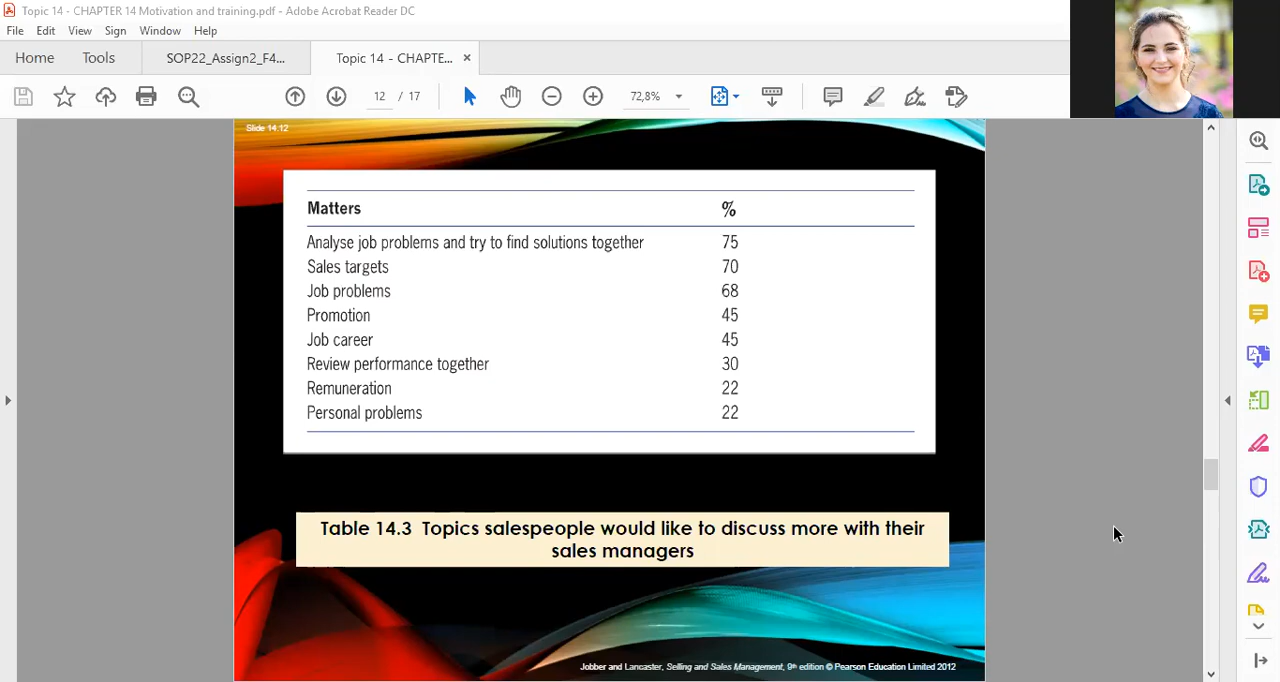 Topic 14 - CHAPTER 14 Motivation and training.pdf - Adobe Acrobat Reader DC
File Edit View Sign Window Help
Home Tools SOP22_Assign2_F4... Topic 14 - CHAPTE... ×
12 / 17 72,8%
Slide 14.12
Matters %
Analyse job problems and try to find solutions together 75
Sales targets 70
Job problems 68
Promotion 45
Job career 45
Review performance together 30
Remuneration 22
Personal problems 22
Table 14.3 Topics salespeople would like to discuss more with their
sales managers
Jobber and Lancaster, Selling and Sales Management, 9th edition © Pearson Education Limited 2012